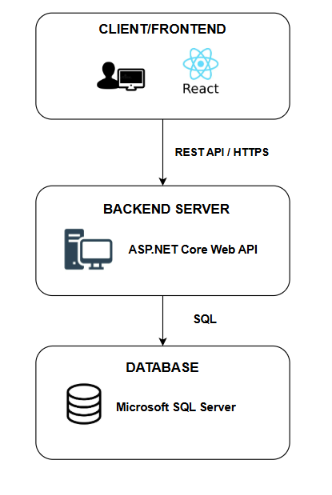 CLIENT/FRONTEND
React
REST API / HTTPS
BACKEND SERVER
ASP.NET Core Web API
SQL
DATABASE
Microsoft SQL Server